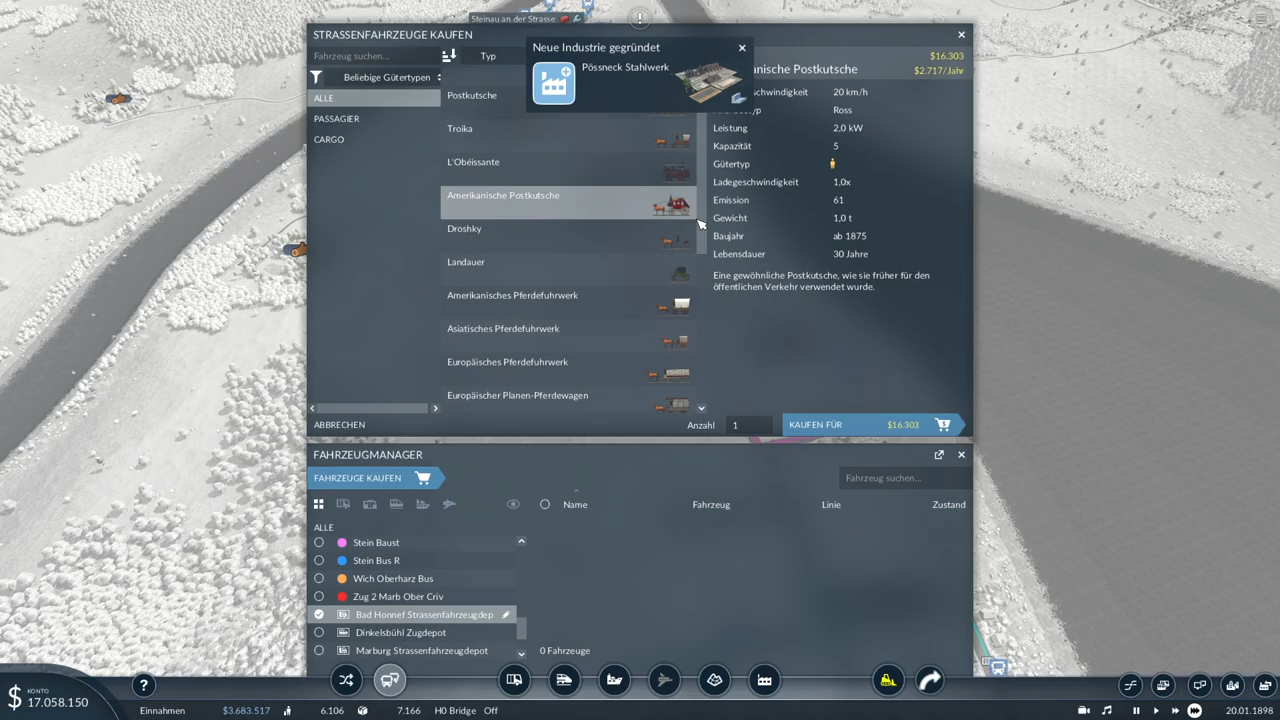 Steinau an der Strasse
STRASSENFAHRZEUGE KAUFEN
Fahrzeug suchen...
Typ
Beliebige Gütertypen
ALLE
PASSAGIER
CARGO
Neue Industrie gegründet
Pössneck Stahlwerk
Postkutsche
Troika
L'Obéissante
Amerikanische Postkutsche
Droshky
Landauer
Amerikanisches Pferdefuhrwerk
Asiatisches Pferdefuhrwerk
Europäisches Pferdefuhrwerk
Europäischer Planen-Pferdewagen
$16.303
Postkutsche
$2.717/Jahr
20 km/h
Ross
Leistung 2,0 kW
Kapazität 5
Gütertyp
Ladegeschwindigkeit 1,0x
Emission 61
Gewicht 1,0 t
Baujahr ab 1875
Lebensdauer 30 Jahre
Eine gewöhnliche Postkutsche, wie sie früher für den
öffentlichen Verkehr verwendet wurde.
ABBRECHEN
Anzahl 1
KAUFEN FÜR $16.303
FAHRZEUGMANAGER
FAHRZEUGE KAUFEN
Fahrzeug suchen...
Name Fahrzeug Linie Zustand
ALLE
Stein Baust
Stein Bus R
Wich Oberharz Bus
Zug 2 Marb Ober Criv
Bad Honnef Strassenfahrzeugdep
Dinkelsbühl Zugdepot
Marburg Strassenfahrzeugdepot
0 Fahrzeuge
KONTO
17.058.150
?
Einnahmen $3.683.517 6.106 7.166 H0 Bridge Off
20.01.1898